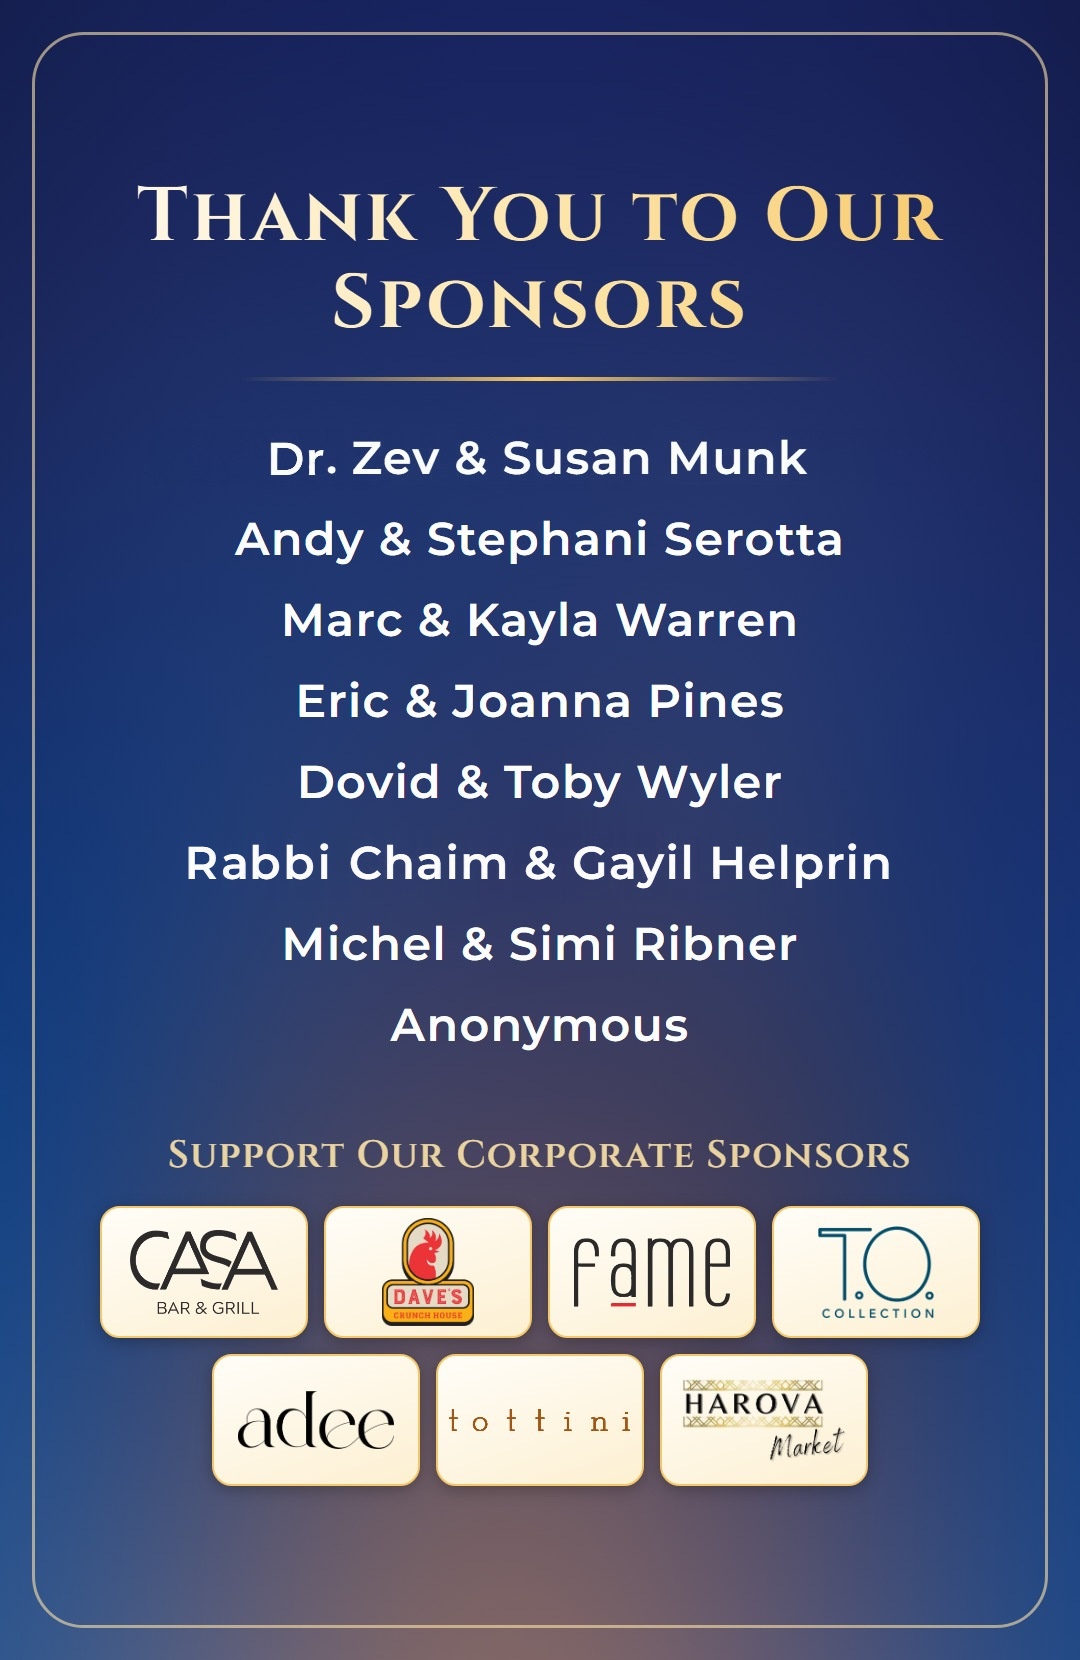 Thank You to Our
Sponsors
Dr. Zev & Susan Munk
Andy & Stephani Serotta
Marc & Kayla Warren
Eric & Joanna Pines
Dovid & Toby Wyler
Rabbi Chaim & Gayil Helprin
Michel & Simi Ribner
Anonymous
Support Our Corporate Sponsors
CASA
BAR & GRILL
DAVE'S
CRUNCH HOUSE
fame
T.O.
COLLECTION
adee
tottini
HAROVA
Market